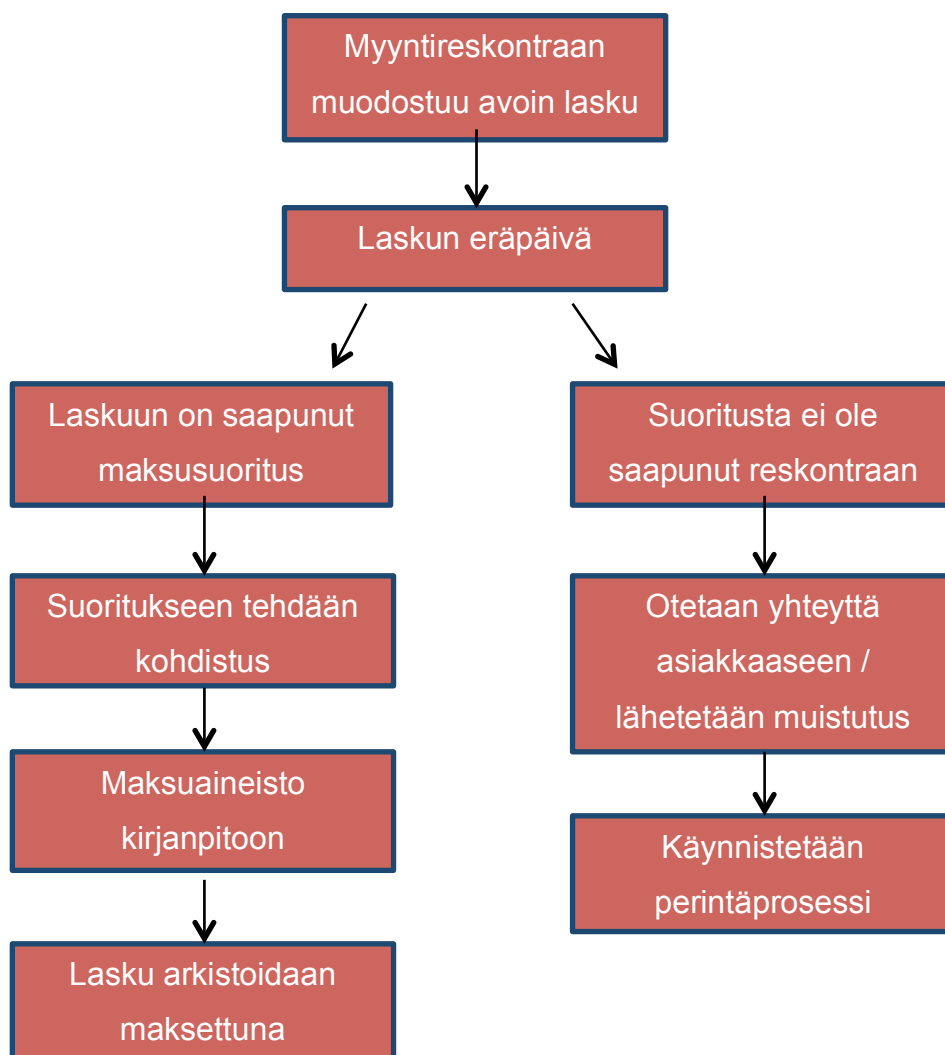 Myyntireskontraan
muodostuu avoin lasku
Laskun eräpäivä
Laskuun on saapunut
maksusuoritus
Suoritukseen tehdään
kohdistus
Maksuaineisto
kirjanpitoon
Lasku arkistoidaan
maksettuna
Suoritusta ei ole
saapunut reskontraan
Otetaan yhteyttä
asiakkaaseen /
lähetetään muistutus
Käynnistetään
perintäprosessi